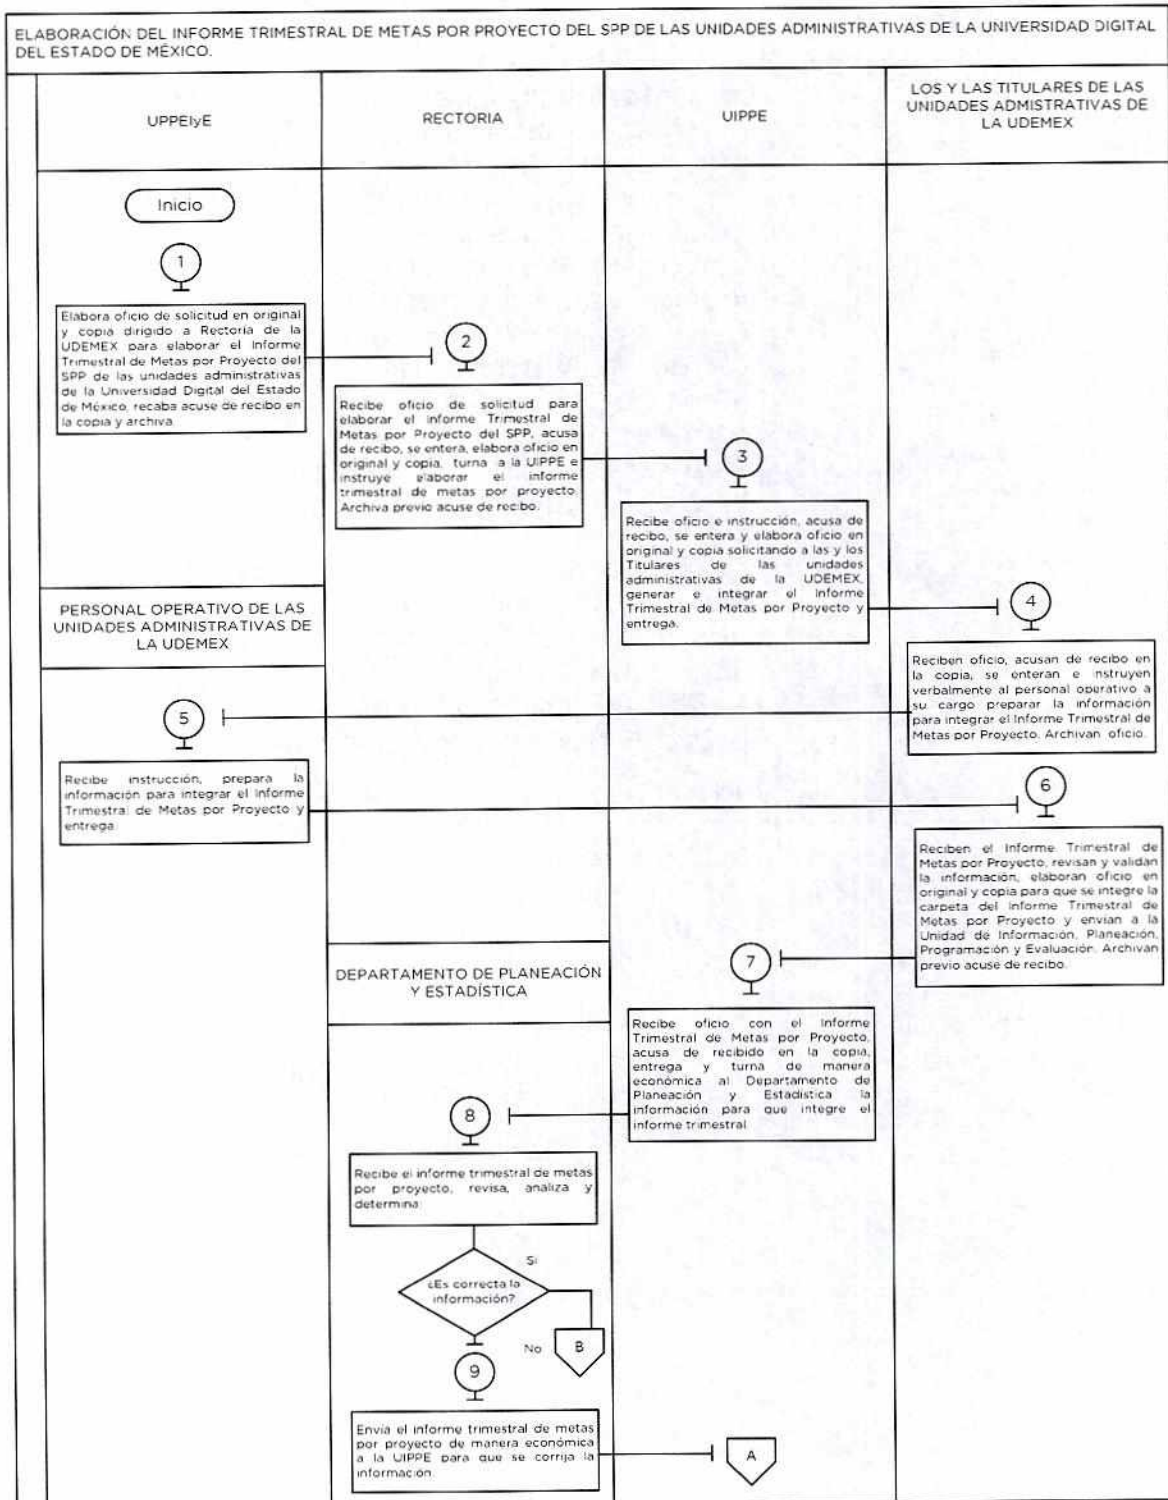 ELABORACIÓN DEL INFORME TRIMESTRAL DE METAS POR PROYECTO DEL SPP DE LAS UNIDADES ADMINISTRATIVAS DE LA UNIVERSIDAD DIGITAL
DEL ESTADO DE MÉXICO.
UPPEIyE
RECTORIA
UIPPE
LOS Y LAS TITULARES DE LAS
UNIDADES ADMISTRATIVAS DE
LA UDEMEX
Inicio
1
Elabora oficio de solicitud en original
y copia dirigido a Rectoría de la
UDEMEX para elaborar el Informe
Trimestral de Metas por Proyecto del
SPP de las unidades administrativas
de la Universidad Digital del Estado
de México, recaba acuse de recibo en
la copia y archiva.
2
Recibe oficio de solicitud para
elaborar el Informe Trimestral de
Metas por Proyecto del SPP, acusa
de recibo, se entera, elabora oficio en
original y copia, turna a la UIPPE e
instruye elaborar el informe
trimestral de metas por proyecto.
Archiva previo acuse de recibo.
3
Recibe oficio e instrucción, acusa de
recibo, se entera y elabora oficio en
original y copia solicitando a las y los
Titulares de las unidades
administrativas de la UDEMEX,
generar e integrar el Informe
Trimestral de Metas por Proyecto y
entrega.
4
Reciben oficio, acusan de recibo en
la copia, se enteran e instruyen
verbalmente al personal operativo a
su cargo preparar la información
para integrar el Informe Trimestral de
Metas por Proyecto. Archivan oficio.
PERSONAL OPERATIVO DE LAS
UNIDADES ADMINISTRATIVAS DE
LA UDEMEX
5
Recibe instrucción, prepara la
información para integrar el Informe
Trimestral de Metas por Proyecto y
entrega.
6
Reciben el Informe Trimestral de
Metas por Proyecto, revisan y validan
la información, elaboran oficio en
original y copia para que se integre la
carpeta del Informe Trimestral de
Metas por Proyecto y envían a la
Unidad de Información, Planeación,
Programación y Evaluación. Archivan
previo acuse de recibo.
7
Recibe oficio con el Informe
Trimestral de Metas por Proyecto,
acusa de recibido en la copia,
entrega y turna de manera
económica al Departamento de
Planeación y Estadística la
información para que integre el
informe trimestral.
DEPARTAMENTO DE PLANEACIÓN
Y ESTADÍSTICA
8
Recibe el informe trimestral de metas
por proyecto, revisa, analiza y
determina:
¿Es correcta la
información?
Si
No
B
9
Envía el informe trimestral de metas
por proyecto de manera económica
a la UIPPE para que se corrija la
información.
A